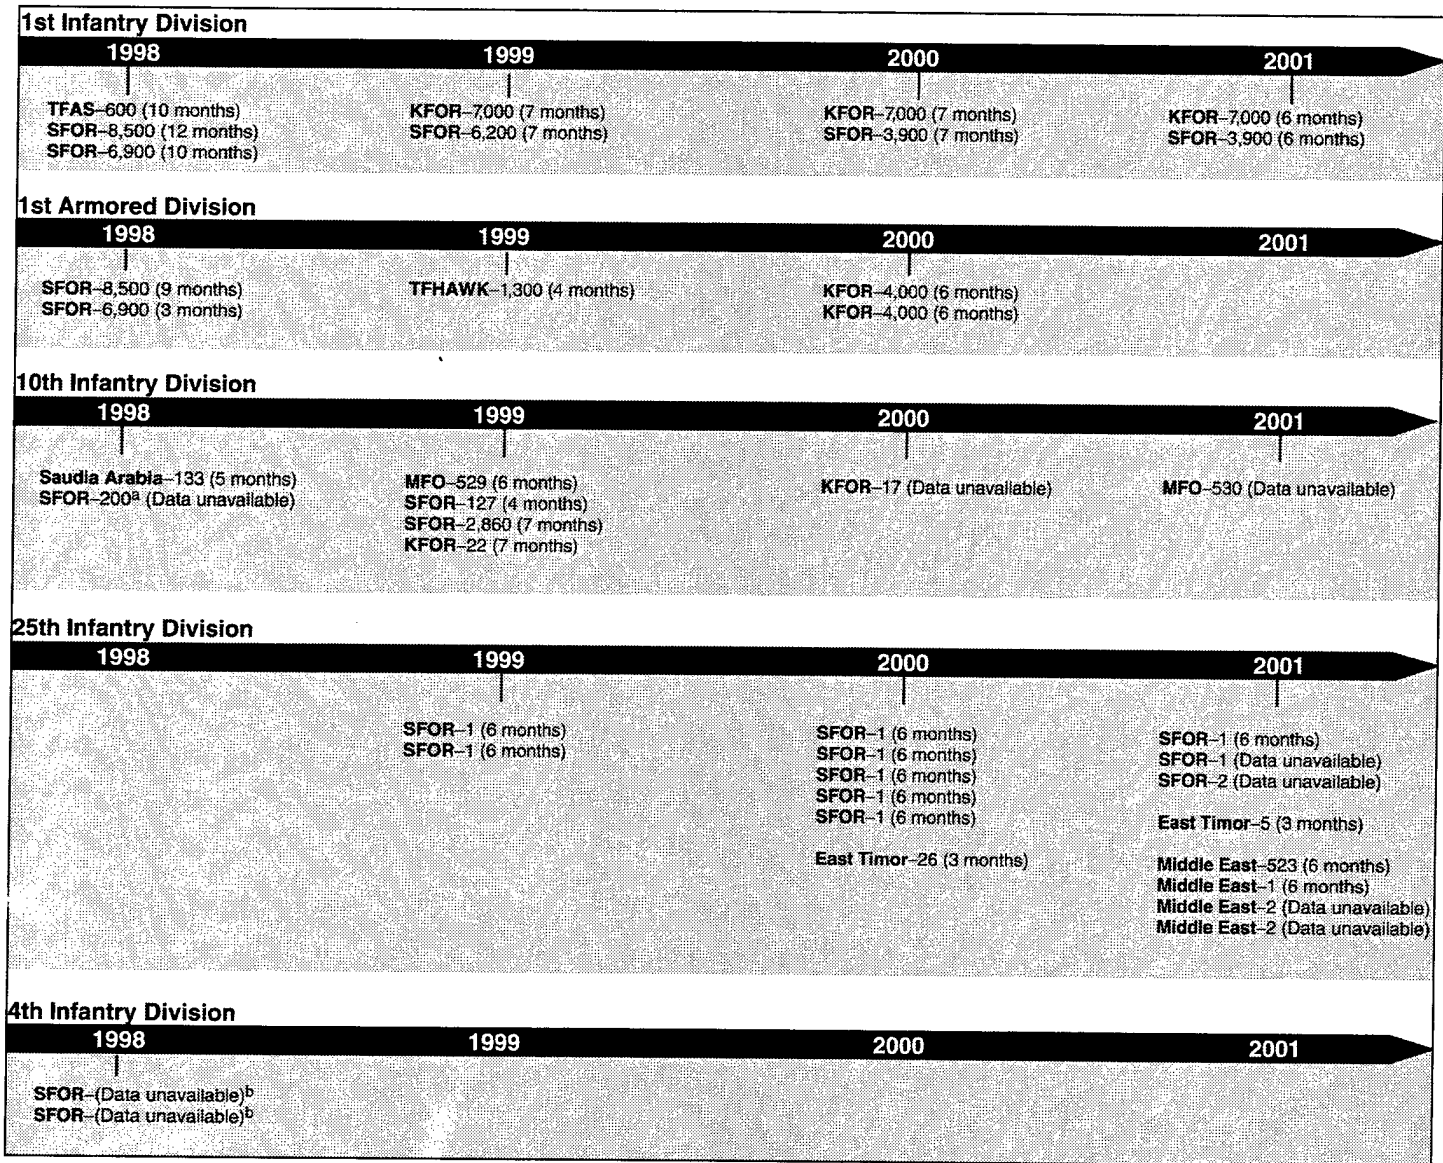 1st Infantry Division
1998 1999 2000 2001
TFAS–600 (10 months) KFOR–7,000 (7 months) KFOR–7,000 (7 months) KFOR–7,000 (6 months)
SFOR–8,500 (12 months) SFOR–6,200 (7 months) SFOR–3,900 (7 months) SFOR–3,900 (6 months)
SFOR–6,900 (10 months)
1st Armored Division
1998 1999 2000 2001
SFOR–8,500 (9 months) TFHAWK–1,300 (4 months) KFOR–4,000 (6 months)
SFOR–6,900 (3 months) KFOR–4,000 (6 months)
10th Infantry Division
1998 1999 2000 2001
Saudia Arabia–133 (5 months) MFO–529 (6 months) KFOR–17 (Data unavailable) MFO–530 (Data unavailable)
SFOR–200a (Data unavailable) SFOR–127 (4 months)
SFOR–2,860 (7 months)
KFOR–22 (7 months)
25th Infantry Division
1998 1999 2000 2001
SFOR–1 (6 months) SFOR–1 (6 months) SFOR–1 (6 months)
SFOR–1 (6 months) SFOR–1 (6 months) SFOR–1 (Data unavailable)
SFOR–1 (6 months) SFOR–2 (Data unavailable)
SFOR–1 (6 months)
SFOR–1 (6 months) East Timor–5 (3 months)
East Timor–26 (3 months) Middle East–523 (6 months)
Middle East–1 (6 months)
Middle East–2 (Data unavailable)
Middle East–2 (Data unavailable)
4th Infantry Division
1998 1999 2000 2001
SFOR–(Data unavailable)b
SFOR–(Data unavailable)b